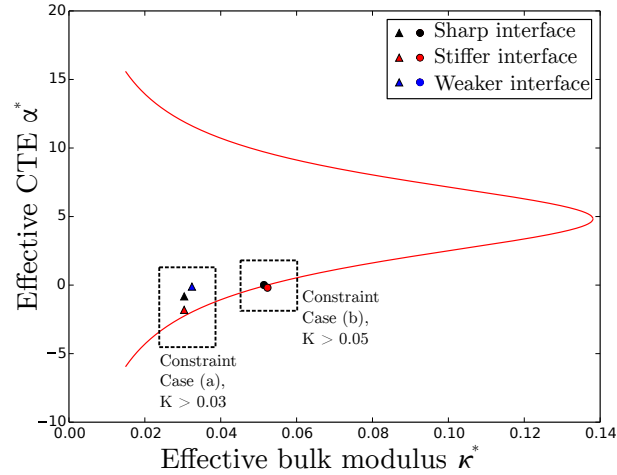 20
15
10
5
0
−5
−10
0.00 0.02 0.04 0.06 0.08 0.10 0.12 0.14
Effective CTE α*
Effective bulk modulus κ*
Sharp interface
Stiffer interface
Weaker interface
Constraint
Case (a),
K > 0.03
Constraint
Case (b),
K > 0.05